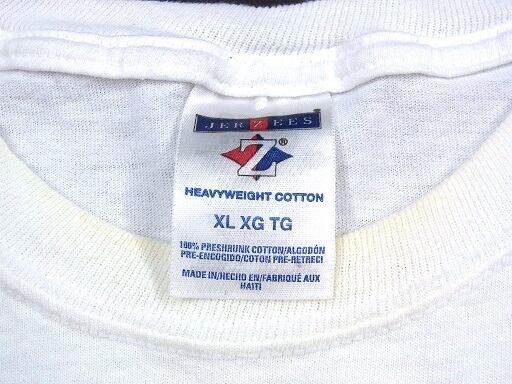 JERZEES
Z®
HEAVYWEIGHT COTTON
XL XG TG
100% PRESHRUNK COTTON/ALGODÓN
PRE-ENCOGIDO/COTON PRE-RETRECI
MADE IN/HECHO EN/FABRIQUÉ AUX
HAITI